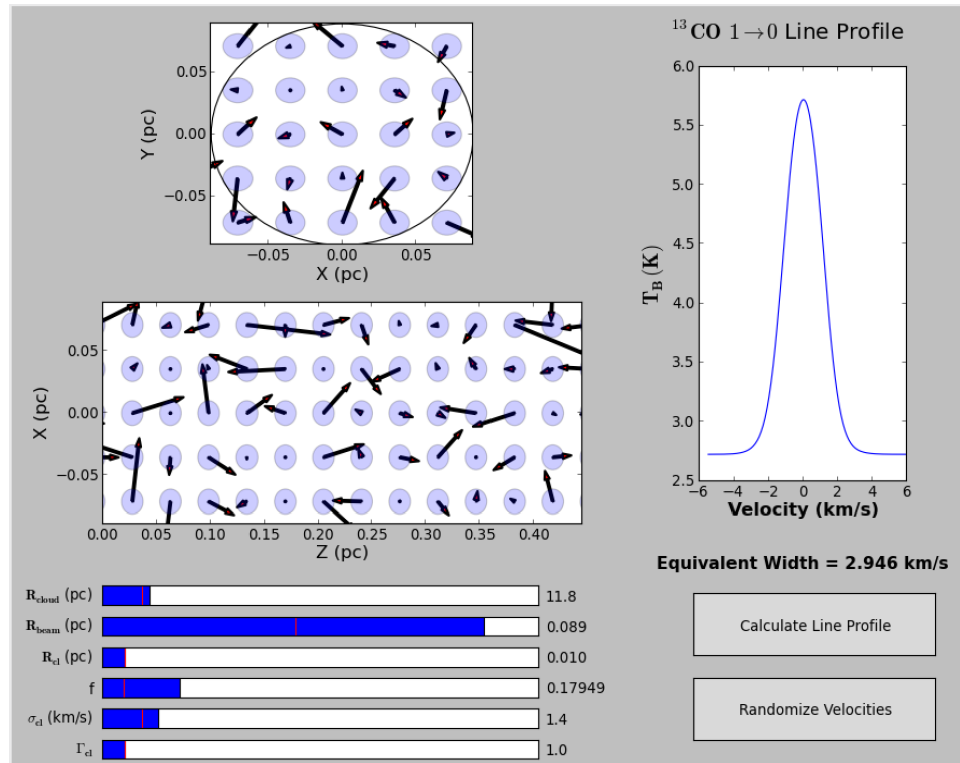 ¹³CO 1→0 Line Profile
0.05
0.00
−0.05
Y (pc)
−0.05
0.00
0.05
X (pc)
6.0
5.5
5.0
4.5
4.0
3.5
3.0
2.5
T_B (K)
−6
−4
−2
0
2
4
6
Velocity (km/s)
0.05
0.00
−0.05
X (pc)
0.00
0.05
0.10
0.15
0.20
0.25
0.30
0.35
0.40
Z (pc)
Equivalent Width = 2.946 km/s
R_cloud (pc) 11.8
R_beam (pc) 0.089
R_cl (pc) 0.010
f 0.17949
σ_cl (km/s) 1.4
Γ_cl 1.0
Calculate Line Profile
Randomize Velocities